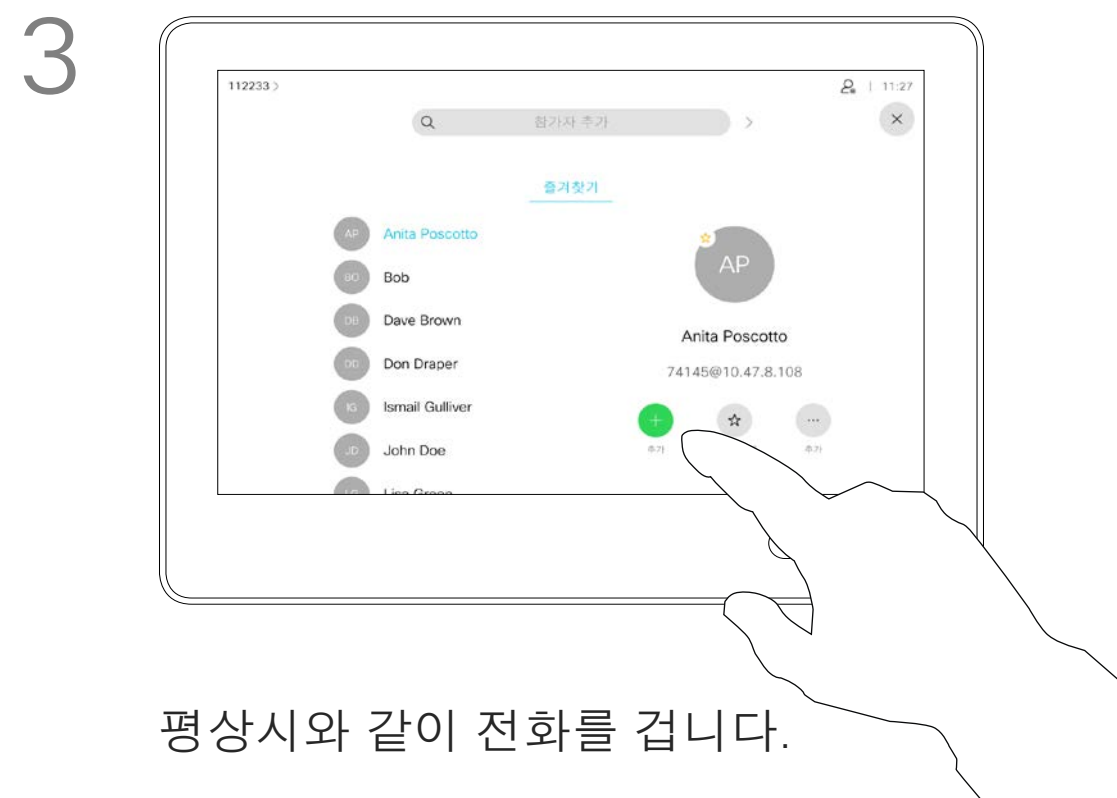 3
112233 >
| 11:27
참가자 추가 >
즐겨찾기
AP Anita Poscotto
BO Bob
DB Dave Brown
DD Don Draper
IG Ismail Gulliver
JD John Doe
AP
Anita Poscotto
74145@10.47.8.108
추가
추가
평상시와 같이 전화를 겁니다.